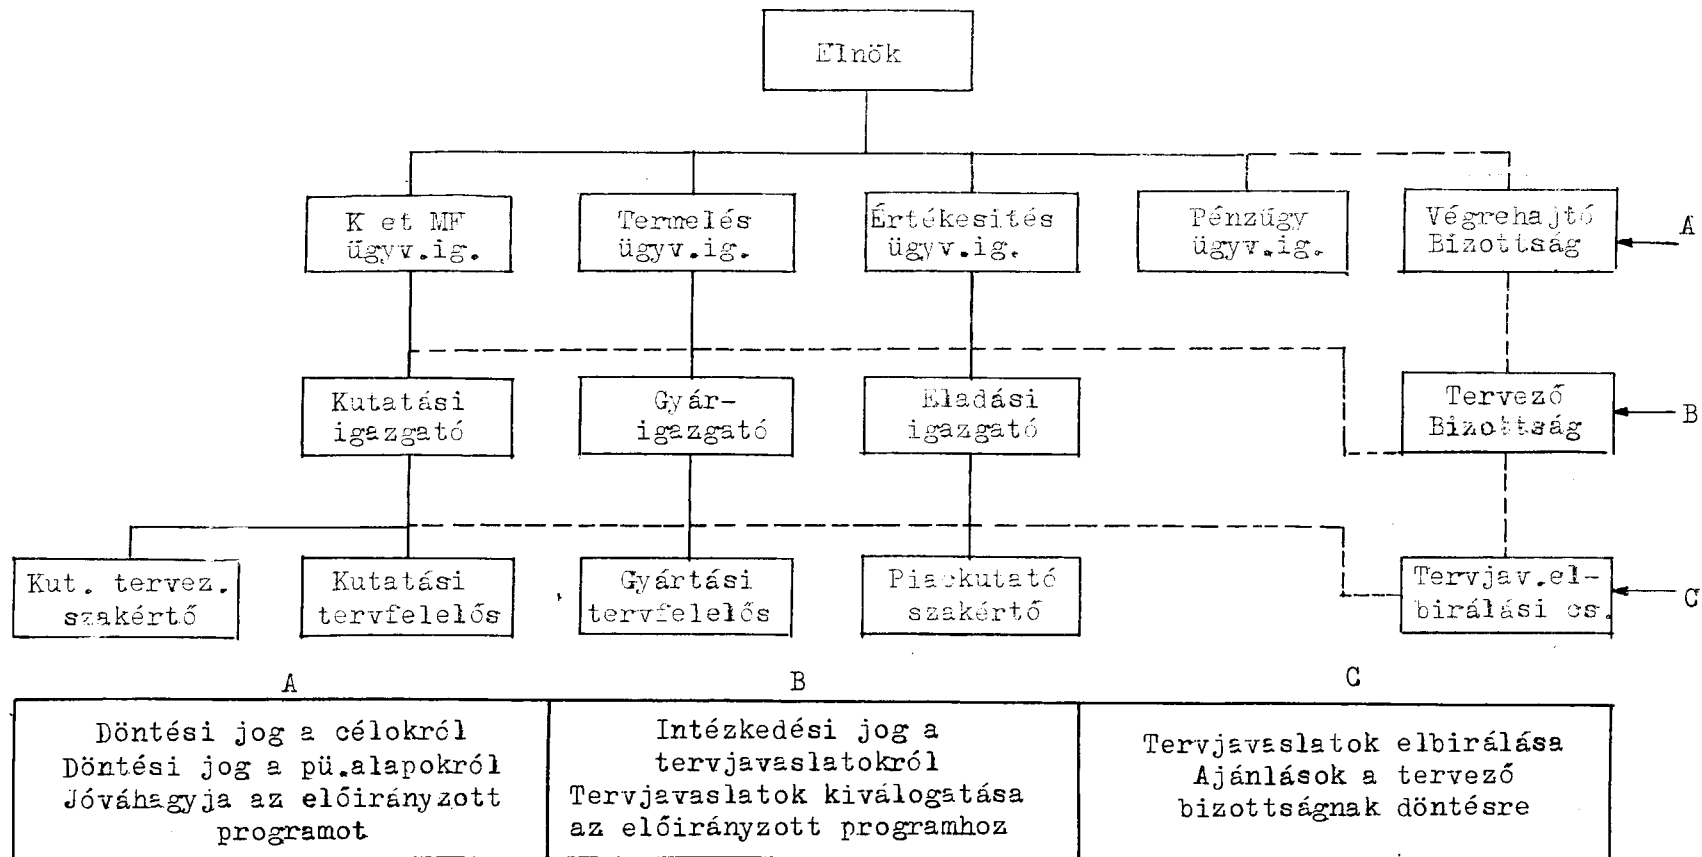 Elnök
K et MF
ügyv.ig.
Termelés
ügyv.ig.
Értékesités
ügyv.ig.
Pénzügy
ügyv.ig.
Végrehajtó
Bizottság
A
Kutatási
igazgató
Gyár-
igazgató
Eladási
igazgató
Tervező
Bizottság
B
Kut. tervez.
szakértő
Kutatási
tervfelelős
Gyártási
tervfelelős
Piackutató
szakértő
Tervjav.el-
birálási cs.
C
A
B
C
Döntési jog a célokról
Döntési jog a pü.alapokról
Jóváhagyja az előirányzott
programot
Intézkedési jog a
tervjavaslatokról
Tervjavaslatok kiválogatása
az előirányzott programhoz
Tervjavaslatok elbirálása
Ajánlások a tervező
bizottságnak döntésre